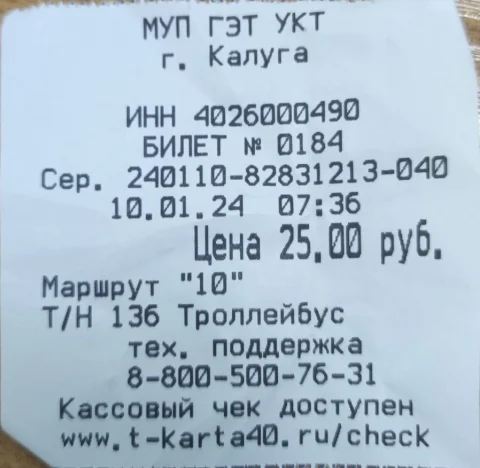 МУП ГЭТ УКТ
г. Калуга
ИНН 4026000490
БИЛЕТ № 0184
Сер. 240110-82831213-040
10.01.24 07:36
Цена 25.00 руб.
Маршрут "10"
Т/Н 136 Троллейбус
тех. поддержка
8-800-500-76-31
Кассовый чек доступен
www.t-karta40.ru/check